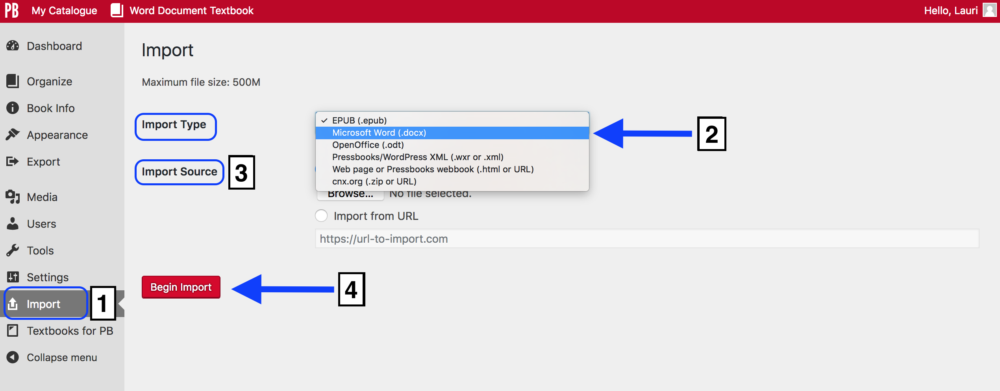 PB My Catalogue Word Document Textbook Hello, Lauri
Dashboard
Organize
Book Info
Appearance
Export
Media
Users
Tools
Settings
Import 1
Textbooks for PB
Collapse menu
Import
Maximum file size: 500M
Import Type
✓ EPUB (.epub)
Microsoft Word (.docx)
OpenOffice (.odt)
Pressbooks/WordPress XML (.wxr or .xml)
Web page or Pressbooks webbook (.html or URL)
cnx.org (.zip or URL)
2
Import Source 3
Browse... No file selected.
Import from URL
https://url-to-import.com
Begin Import 4